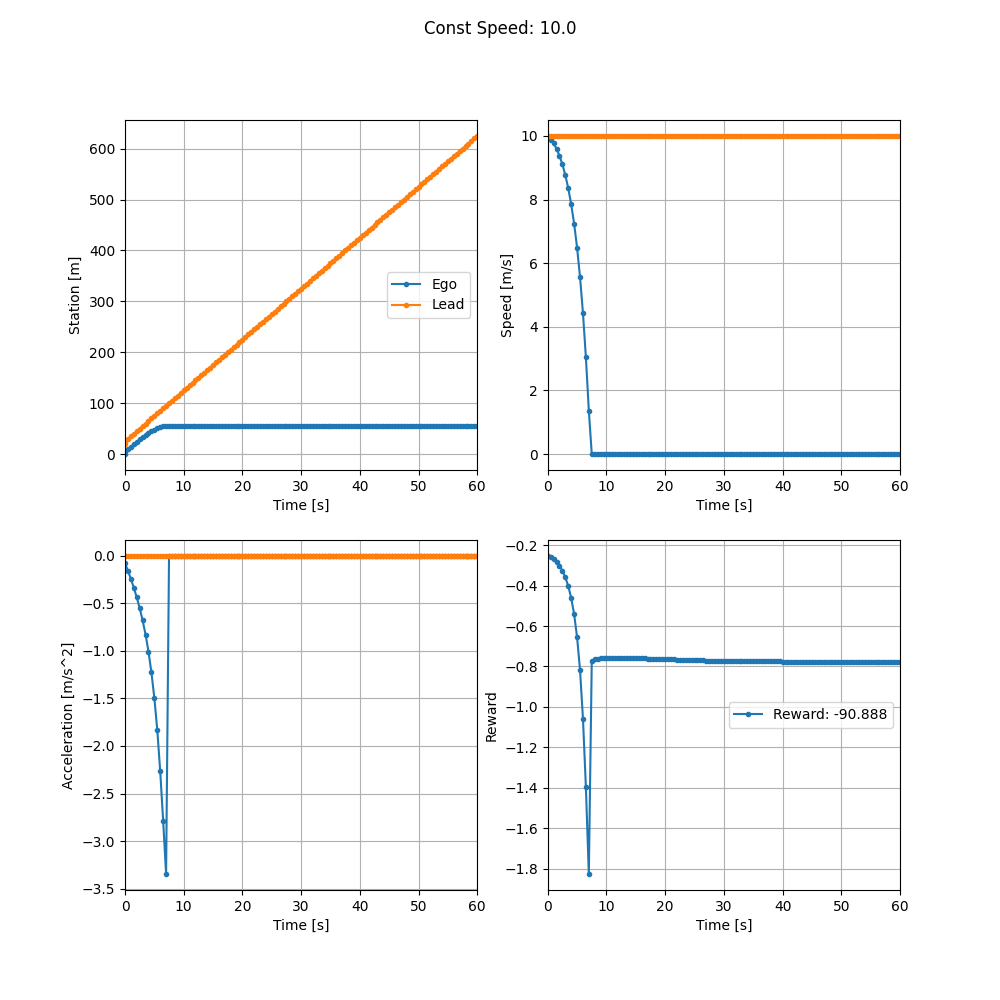 Const Speed: 10.0
600
500
400
300
200
100
0
Station [m]
Ego
Lead
0 10 20 30 40 50 60
Time [s]
10
8
6
4
2
0
Speed [m/s]
0 10 20 30 40 50 60
Time [s]
0.0
−0.5
−1.0
−1.5
−2.0
−2.5
−3.0
−3.5
Acceleration [m/s^2]
0 10 20 30 40 50 60
Time [s]
−0.2
−0.4
−0.6
−0.8
−1.0
−1.2
−1.4
−1.6
−1.8
Reward
Reward: -90.888
0 10 20 30 40 50 60
Time [s]